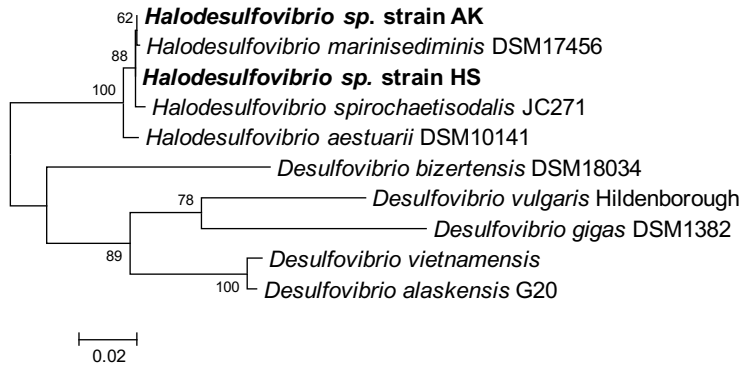 62
Halodesulfovibrio sp. strain AK
Halodesulfovibrio marinisediminis DSM17456
88
Halodesulfovibrio sp. strain HS
100
Halodesulfovibrio spirochaetisodalis JC271
Halodesulfovibrio aestuarii DSM10141
Desulfovibrio bizertensis DSM18034
78
Desulfovibrio vulgaris Hildenborough
Desulfovibrio gigas DSM1382
89
Desulfovibrio vietnamensis
100
Desulfovibrio alaskensis G20
0.02